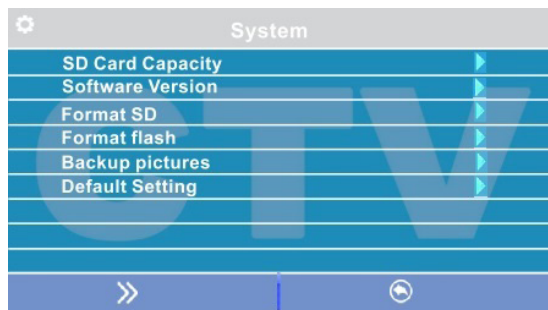 System
SD Card Capacity
Software Version
Format SD
Format flash
Backup pictures
Default Setting
CTV